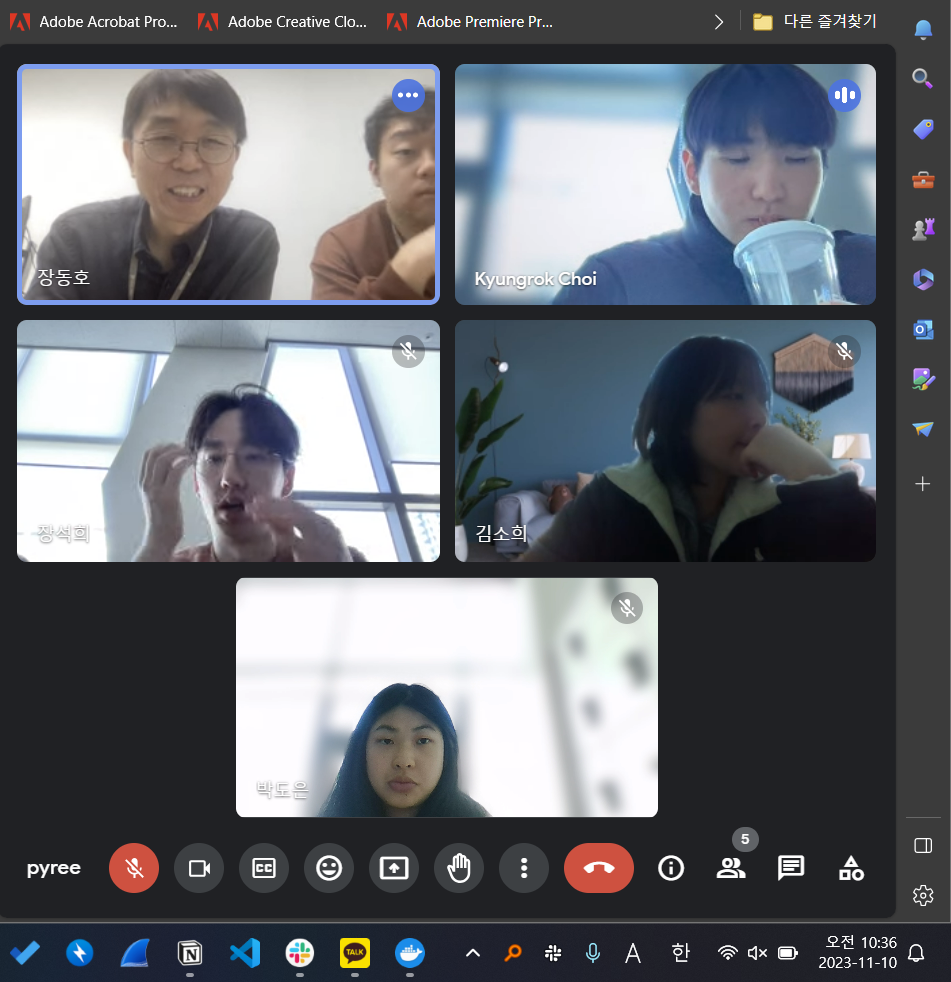 Adobe Acrobat Pro...
Adobe Creative Clo...
Adobe Premiere Pr...
다른 즐겨찾기
장동호
Kyungrok Choi
장석희
김소희
박도은
5
pyree
CC
TALK
A
한
오전 10:36
2023-11-10